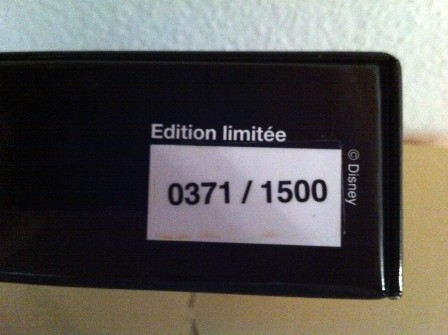 Edition limitée
0371 / 1500
© Disney